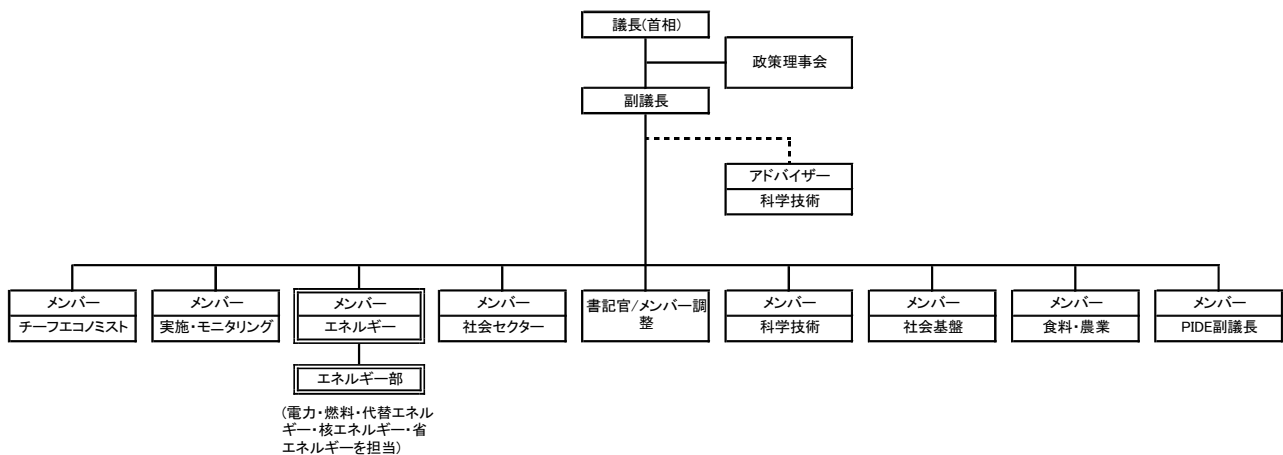 議長(首相)
政策理事会
副議長
アドバイザー
科学技術
メンバー
チーフエコノミスト
メンバー
実施・モニタリング
メンバー
エネルギー
メンバー
社会セクター
書記官/メンバー調
整
メンバー
科学技術
メンバー
社会基盤
メンバー
食料・農業
メンバー
PIDE副議長
エネルギー部
(電力・燃料・代替エネル
ギー・核エネルギー・省
エネルギーを担当)